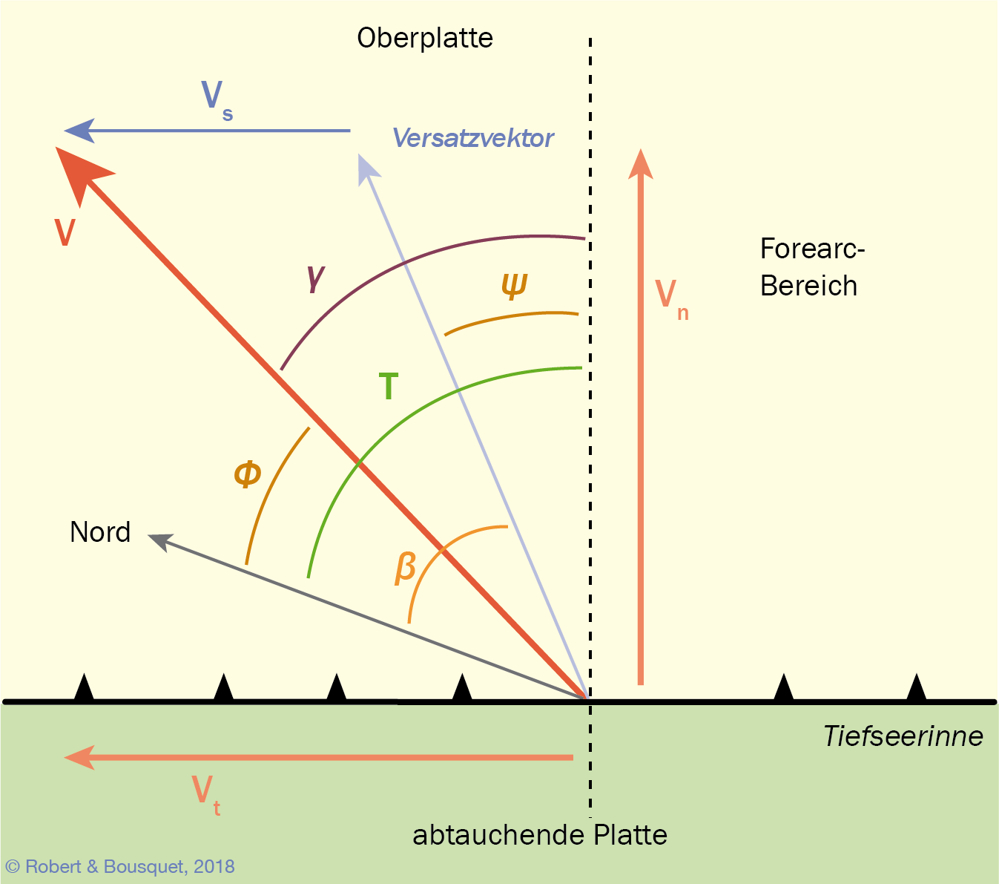 Oberplatte
Vs
Versatzvektor
V
γ
ψ
Forearc-
Bereich
Vn
T
Φ
Nord
β
Tiefseerinne
Vt
abtauchende Platte
© Robert & Bousquet, 2018